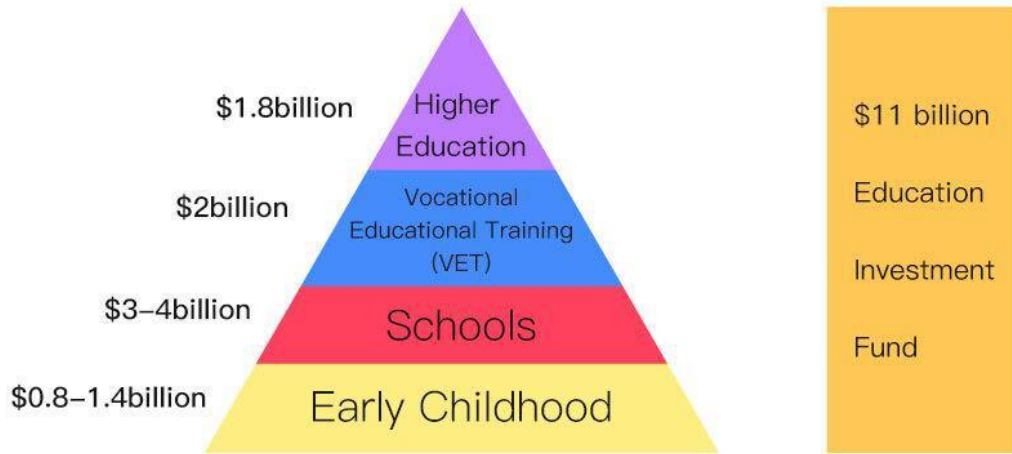 $1.8billion
Higher
Education
$2billion
Vocational
Educational Training
(VET)
$3–4billion
Schools
$0.8–1.4billion
Early Childhood
$11 billion
Education
Investment
Fund